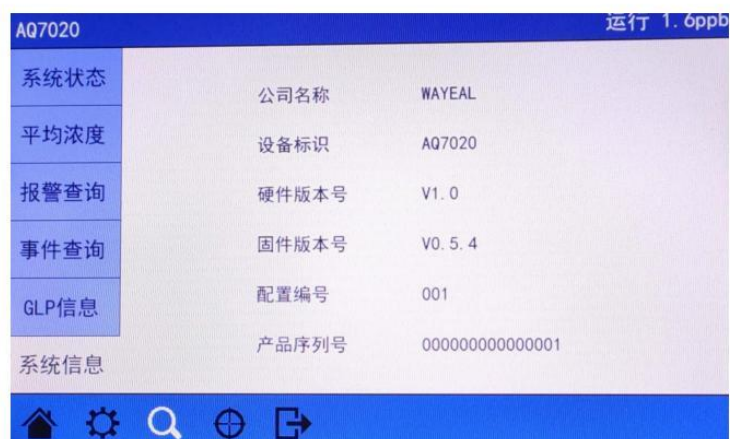 AQ7020 运行 1.6ppb
系统状态
平均浓度
报警查询
事件查询
GLP信息
系统信息
公司名称 WAYEAL
设备标识 AQ7020
硬件版本号 V1.0
固件版本号 V0.5.4
配置编号 001
产品序列号 000000000000001